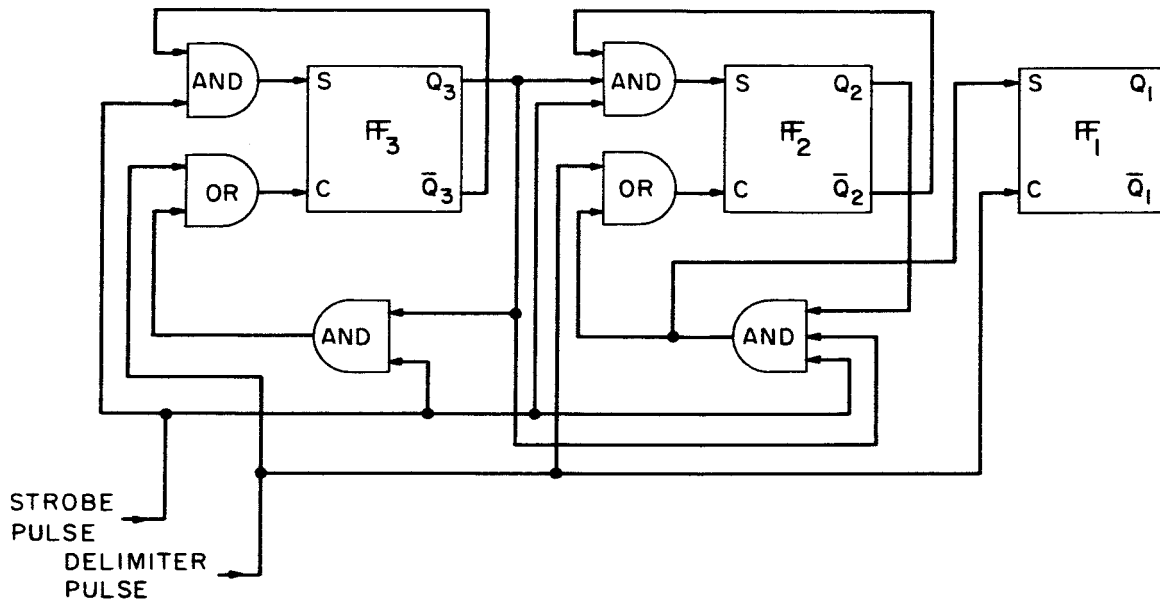 AND
S
Q₃
FF₃
OR
C
Q̄₃
AND
S
Q₂
FF₂
OR
C
Q̄₂
S
Q₁
FF₁
C
Q̄₁
AND
AND
STROBE
PULSE
DELIMITER
PULSE